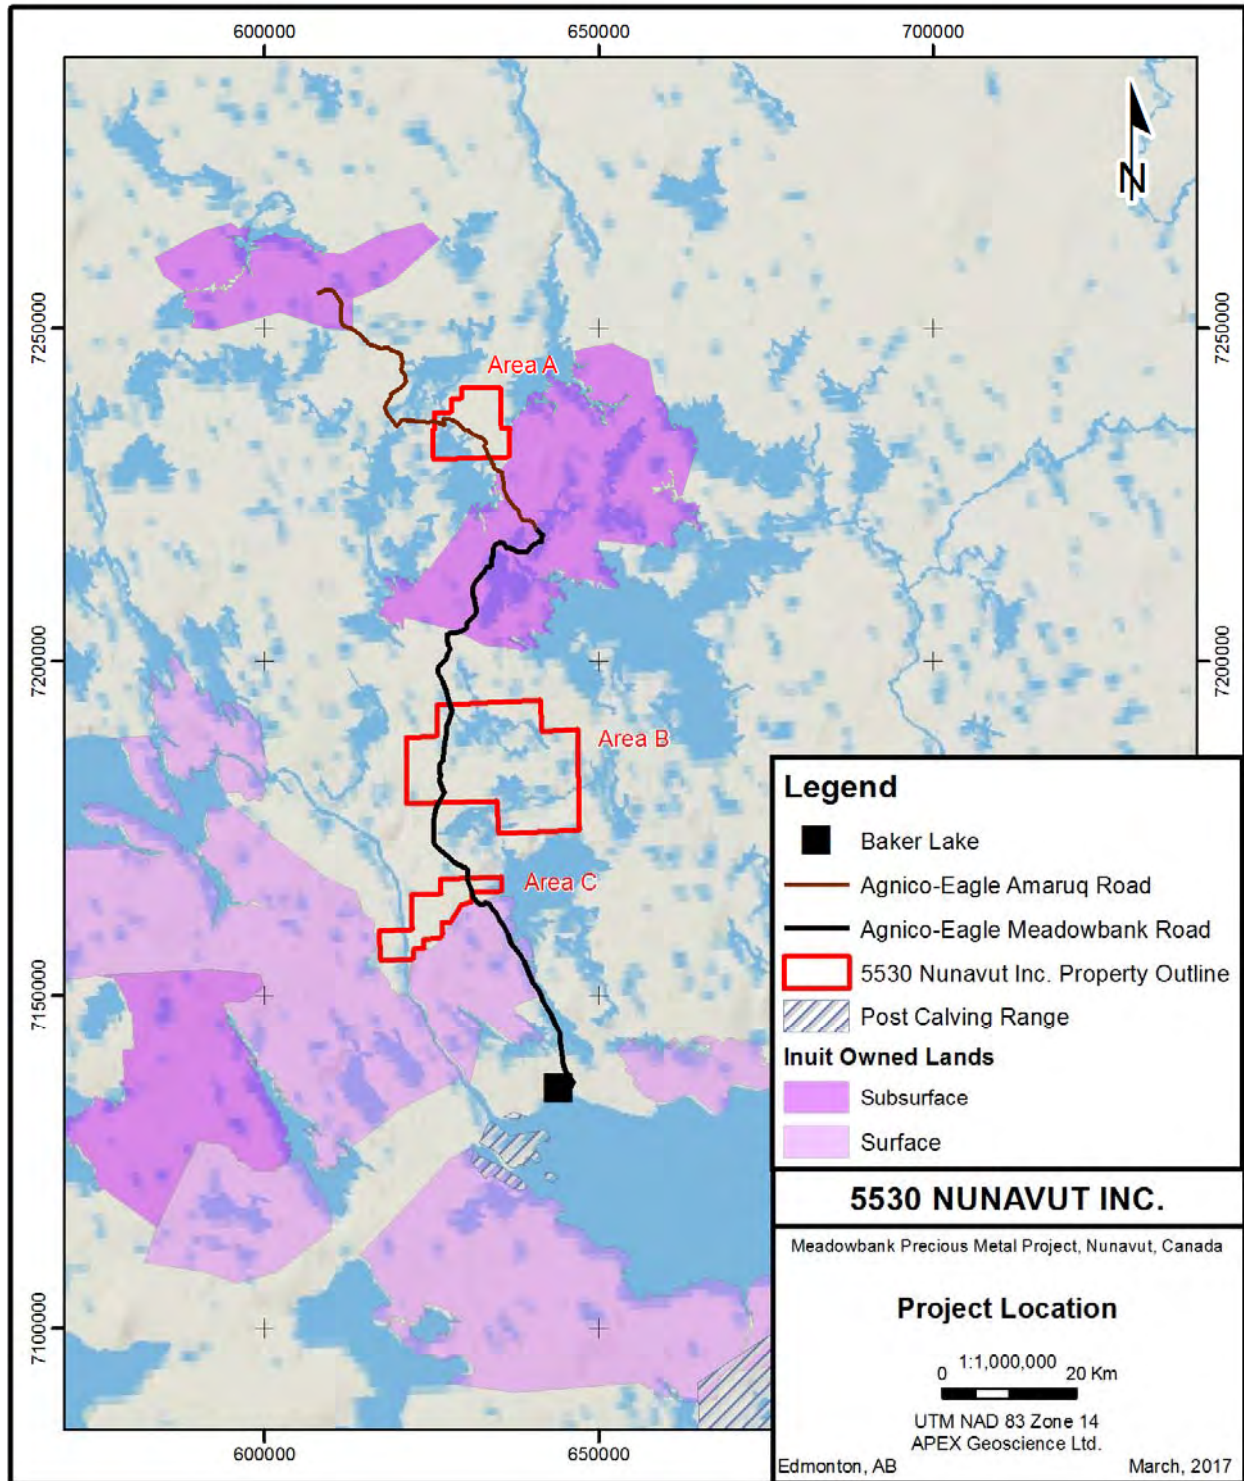 600000
650000
700000
N
7250000
7250000
Area A
7200000
7200000
Area B
Area C
7150000
7100000
Legend
Baker Lake
Agnico-Eagle Amaruq Road
Agnico-Eagle Meadowbank Road
5530 Nunavut Inc. Property Outline
Post Calving Range
Inuit Owned Lands
Subsurface
Surface
5530 NUNAVUT INC.
Meadowbank Precious Metal Project, Nunavut, Canada
Project Location
1:1,000,000
0 20 Km
UTM NAD 83 Zone 14
APEX Geoscience Ltd.
Edmonton, AB March, 2017
600000
650000